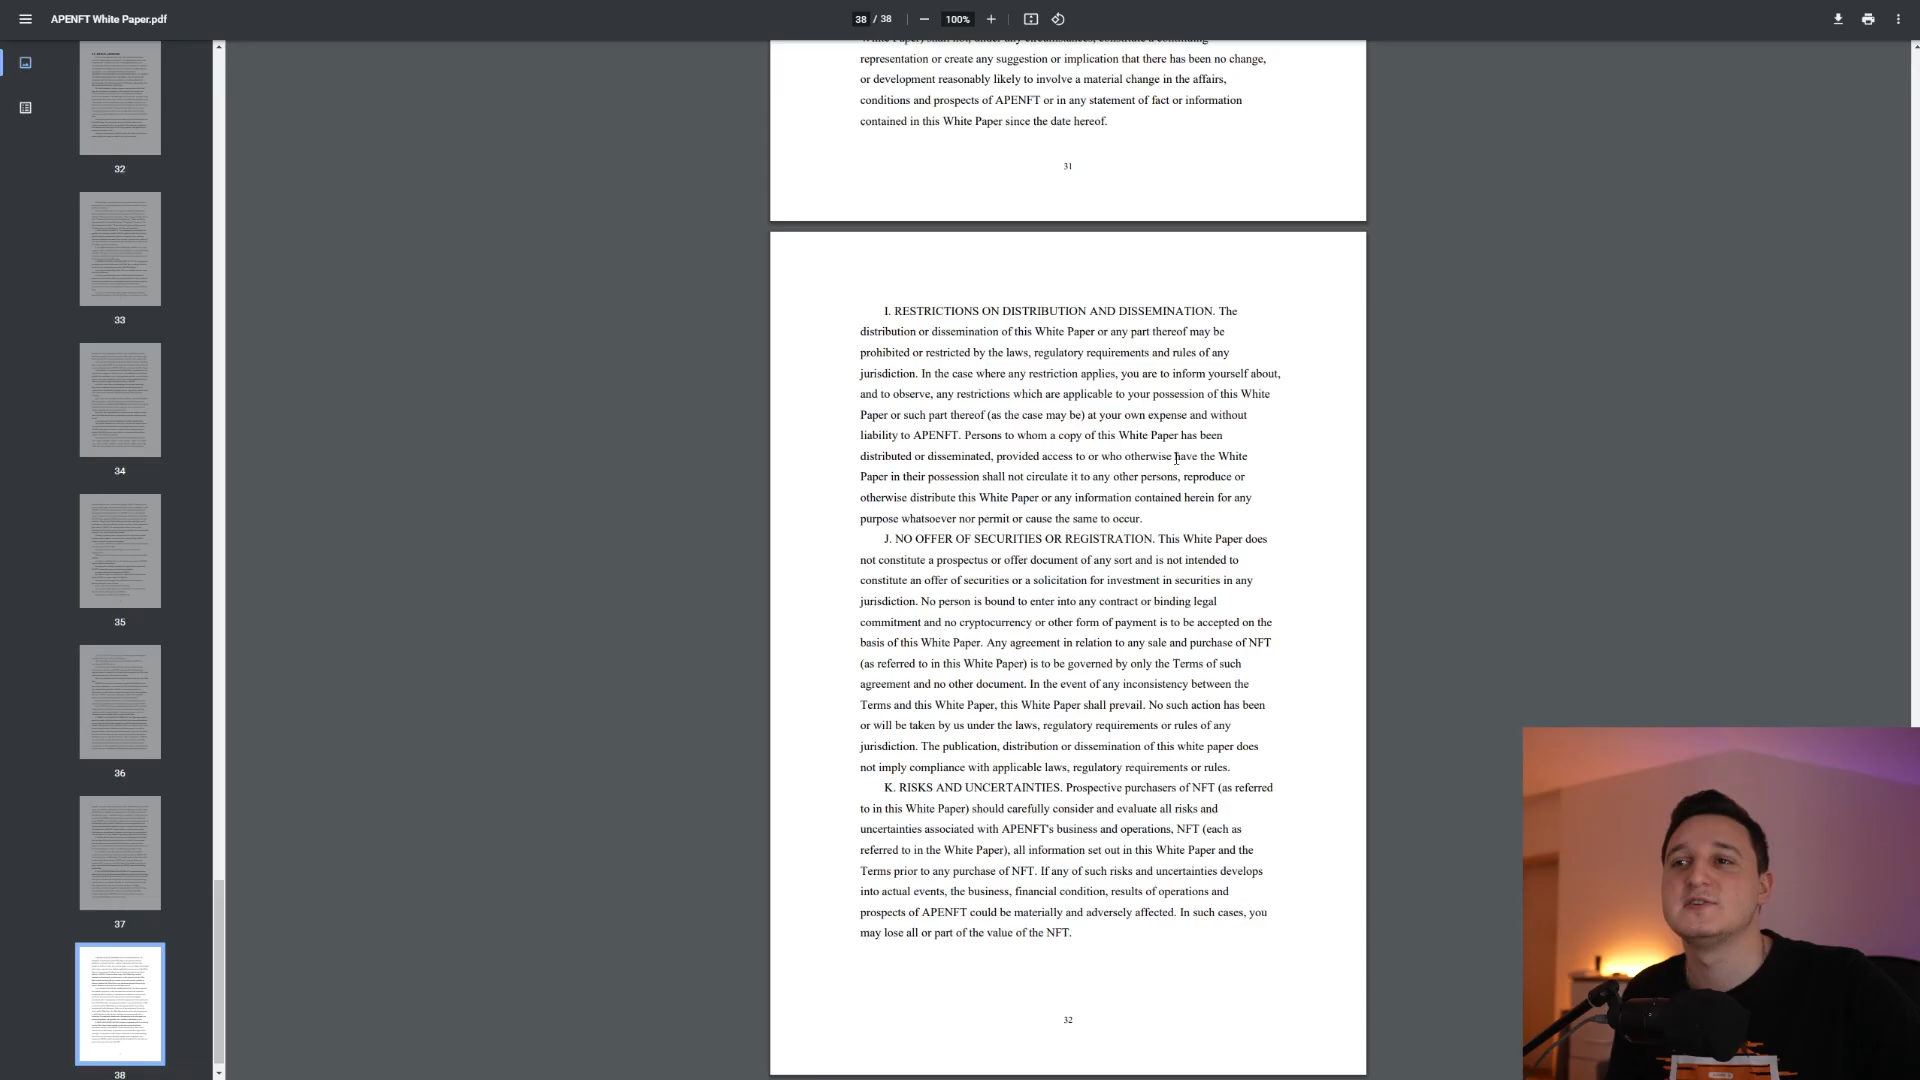 APENFT White Paper.pdf
38 / 38
100%
32
33
34
35
36
37
38
White Paper) shall not, under any circumstances, constitute a continuing
representation or create any suggestion or implication that there has been no change,
or development reasonably likely to involve a material change in the affairs,
conditions and prospects of APENFT or in any statement of fact or information
contained in this White Paper since the date hereof.
31
I. RESTRICTIONS ON DISTRIBUTION AND DISSEMINATION. The
distribution or dissemination of this White Paper or any part thereof may be
prohibited or restricted by the laws, regulatory requirements and rules of any
jurisdiction. In the case where any restriction applies, you are to inform yourself about,
and to observe, any restrictions which are applicable to your possession of this White
Paper or such part thereof (as the case may be) at your own expense and without
liability to APENFT. Persons to whom a copy of this White Paper has been
distributed or disseminated, provided access to or who otherwise have the White
Paper in their possession shall not circulate it to any other persons, reproduce or
otherwise distribute this White Paper or any information contained herein for any
purpose whatsoever nor permit or cause the same to occur.
J. NO OFFER OF SECURITIES OR REGISTRATION. This White Paper does
not constitute a prospectus or offer document of any sort and is not intended to
constitute an offer of securities or a solicitation for investment in securities in any
jurisdiction. No person is bound to enter into any contract or binding legal
commitment and no cryptocurrency or other form of payment is to be accepted on the
basis of this White Paper. Any agreement in relation to any sale and purchase of NFT
(as referred to in this White Paper) is to be governed by only the Terms of such
agreement and no other document. In the event of any inconsistency between the
Terms and this White Paper, this White Paper shall prevail. No such action has been
or will be taken by us under the laws, regulatory requirements or rules of any
jurisdiction. The publication, distribution or dissemination of this white paper does
not imply compliance with applicable laws, regulatory requirements or rules.
K. RISKS AND UNCERTAINTIES. Prospective purchasers of NFT (as referred
to in this White Paper) should carefully consider and evaluate all risks and
uncertainties associated with APENFT's business and operations, NFT (each as
referred to in the White Paper), all information set out in this White Paper and the
Terms prior to any purchase of NFT. If any of such risks and uncertainties develops
into actual events, the business, financial condition, results of operations and
prospects of APENFT could be materially and adversely affected. In such cases, you
may lose all or part of the value of the NFT.
32